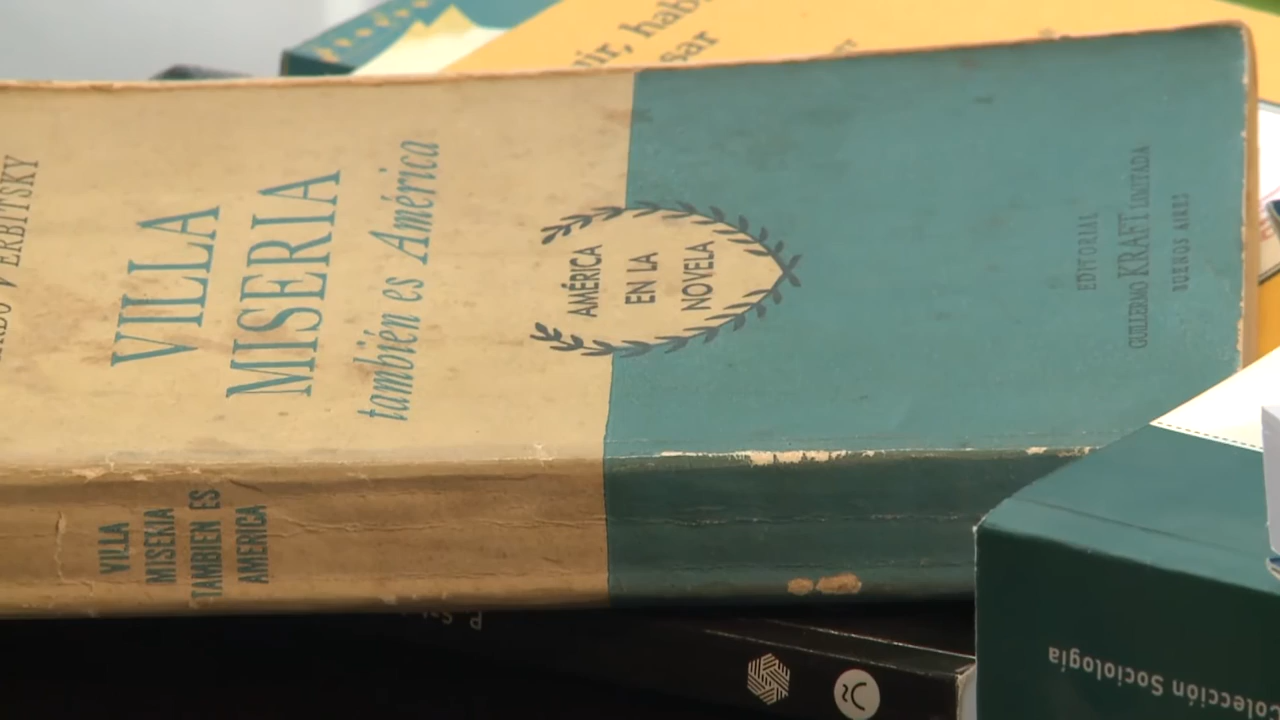 VERBITSKY
VILLA
MISERIA
también es América
AMÉRICA
EN LA
NOVELA
EDITORIAL
GUILLERMO KRAFT LIMITADA
BUENOS AIRES
VILLA
MISERIA
TAMBIEN ES
AMERICA
Colección Sociología